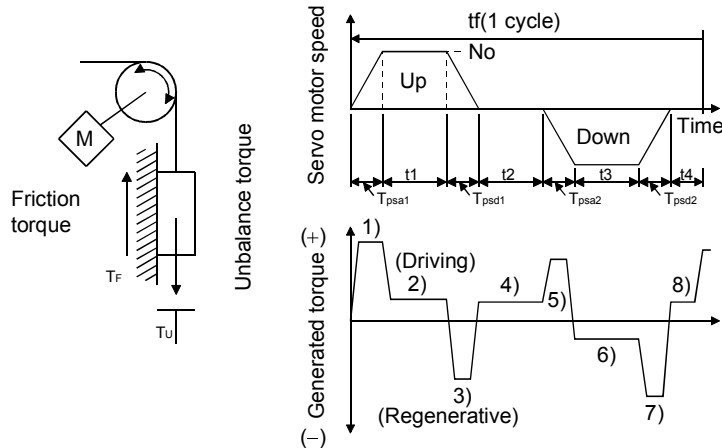 M
Friction
torque
TF
TU
Unbalance torque
Servo motor speed
tf(1 cycle)
No
Up
Down
Time
t1
t2
t3
t4
Tpsa1
Tpsd1
Tpsa2
Tpsd2
Generated torque
(+)
(Driving)
(Regenerative)
(−)
1)
2)
3)
4)
5)
6)
7)
8)